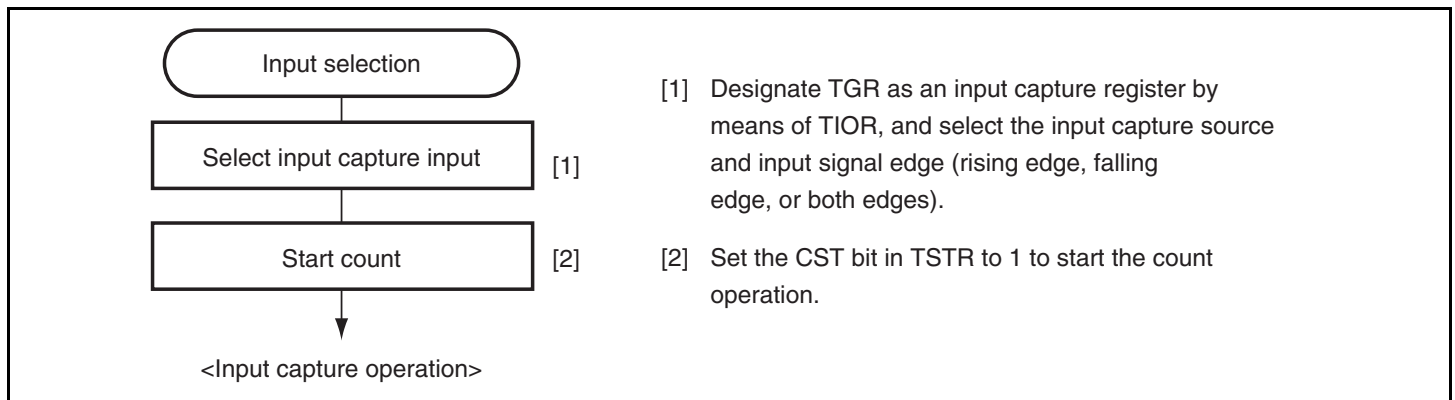 Input selection
Select input capture input
[1]
Start count
[2]
<Input capture operation>
[1] Designate TGR as an input capture register by
means of TIOR, and select the input capture source
and input signal edge (rising edge, falling
edge, or both edges).
[2] Set the CST bit in TSTR to 1 to start the count
operation.